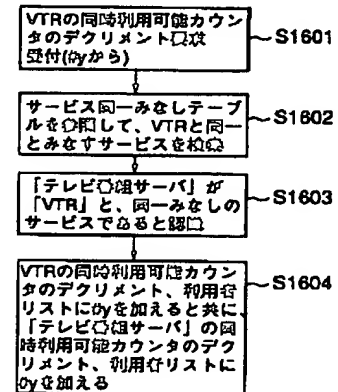 VTRの同時利用可能カウン
タのデクリメント
受付( yから)
S1601
サービス同一みなしテーブ
ルを 照して、VTRと同一
とみなすサービスを
S1602
「テレビ 組サーバ」が
「VTR」と、同一みなしの
サービスであると認
S1603
VTRの同時利用可能カウン
タのデクリメント、利用者
リストに yを加えると共に
「テレビ 組サーバ」の同
時利用可能カウンタのデク
リメント、利用者リストに
yを加える
S1604